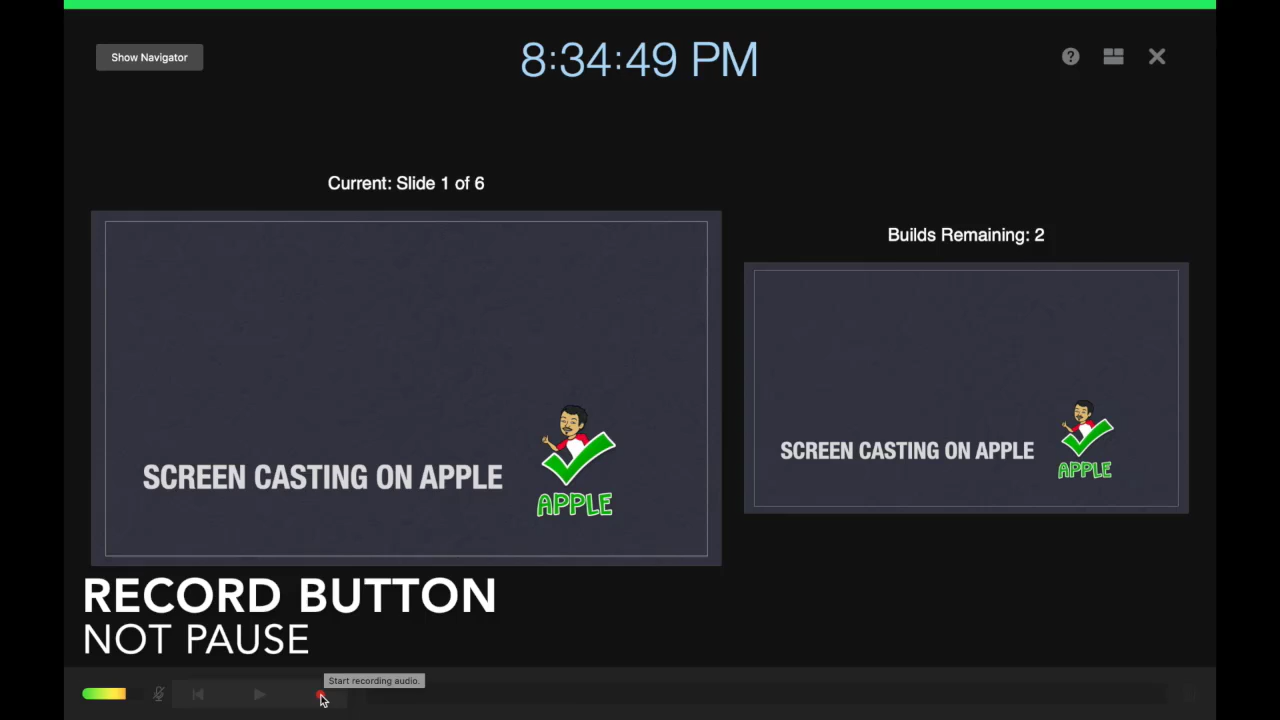 Show Navigator
8:34:49 PM
?
Current: Slide 1 of 6
Builds Remaining: 2
SCREEN CASTING ON APPLE
APPLE
SCREEN CASTING ON APPLE
APPLE
RECORD BUTTON
NOT PAUSE
Start recording audio.